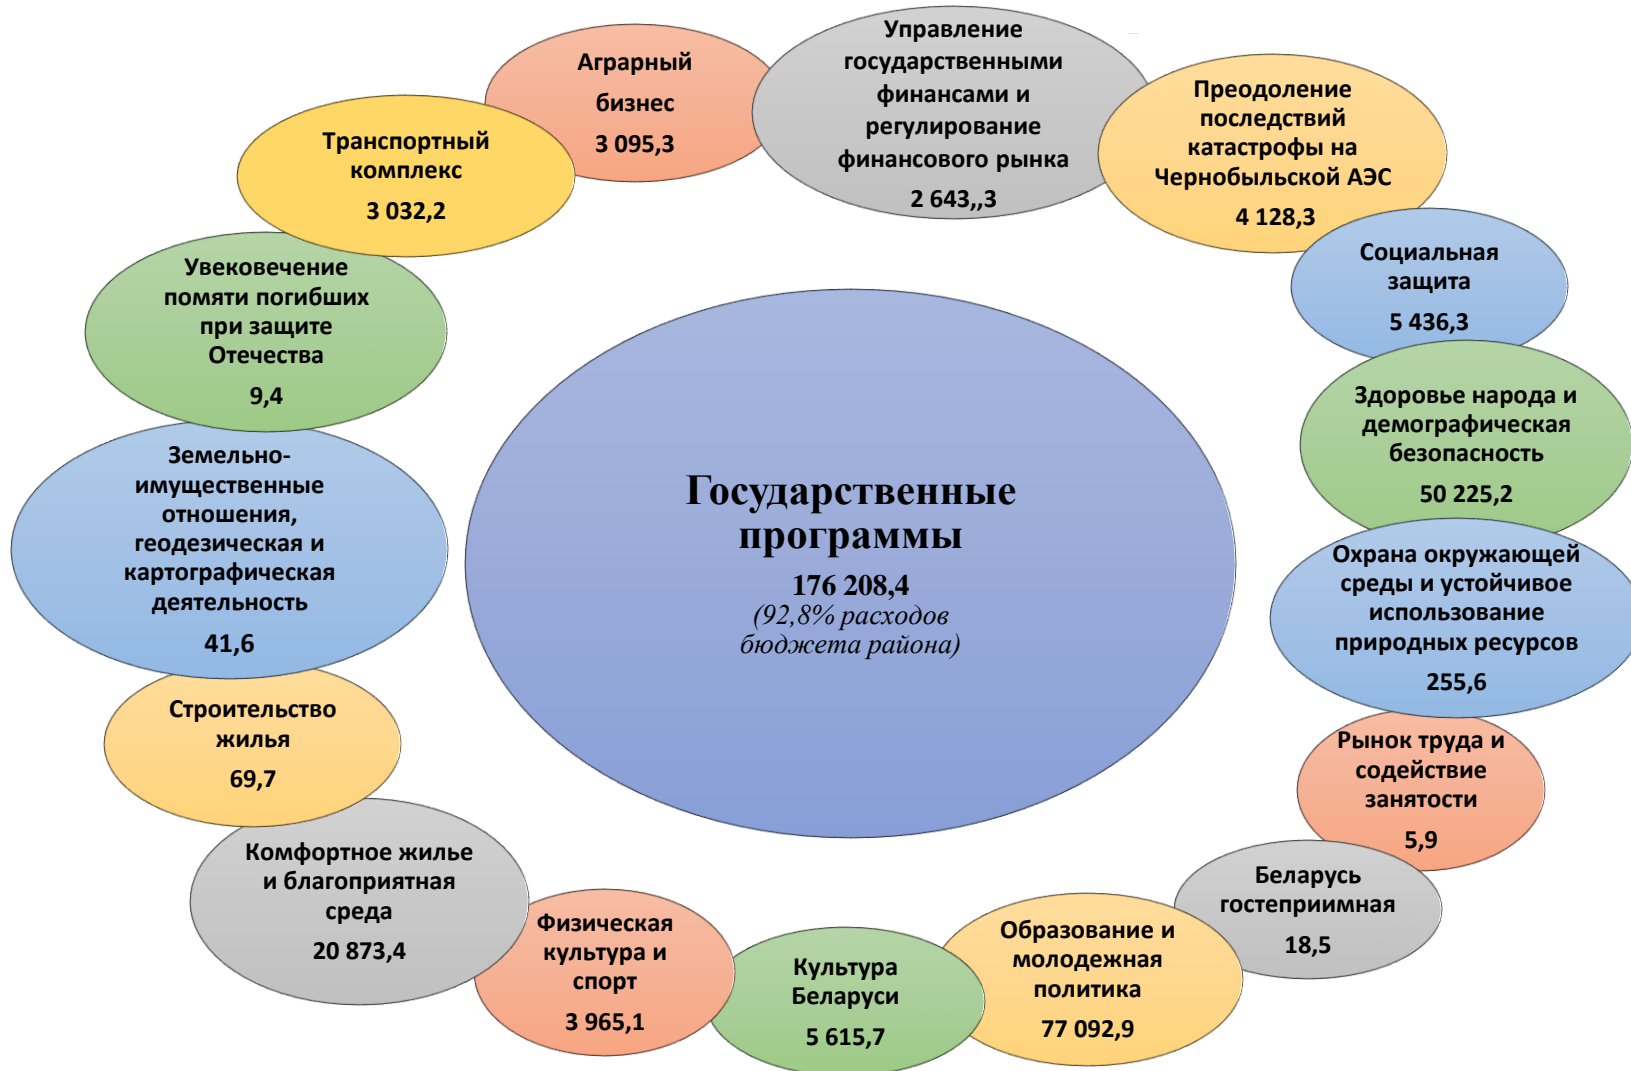 Аграрный
бизнес
3 095,3
Управление
государственными
финансами и
регулирование
финансового рынка
2 643,,3
Преодоление
последствий
катастрофы на
Чернобыльской АЭС
4 128,3
Социальная
защита
5 436,3
Здоровье народа и
демографическая
безопасность
50 225,2
Охрана окружающей
среды и устойчивое
использование
природных ресурсов
255,6
Рынок труда и
содействие
занятости
5,9
Беларусь
гостеприимная
18,5
Образование и
молодежная
политика
77 092,9
Культура
Беларуси
5 615,7
Физическая
культура и
спорт
3 965,1
Комфортное жилье
и благоприятная
среда
20 873,4
Строительство
жилья
69,7
Земельно-
имущественные
отношения,
геодезическая и
картографическая
деятельность
41,6
Увековечение
помяти погибших
при защите
Отечества
9,4
Транспортный
комплекс
3 032,2
Государственные
программы
176 208,4
(92,8% расходов
бюджета района)